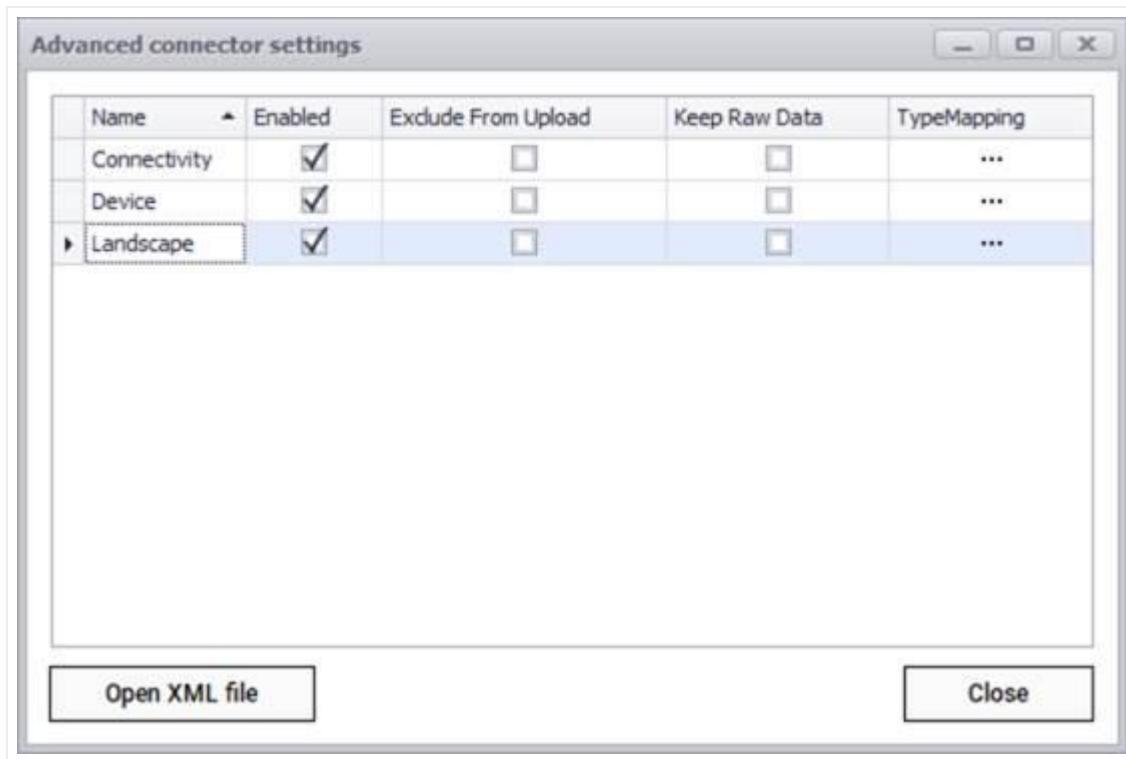 Advanced connector settings
Name Enabled Exclude From Upload Keep Raw Data TypeMapping
Connectivity ...
Device ...
Landscape ...
Open XML file Close